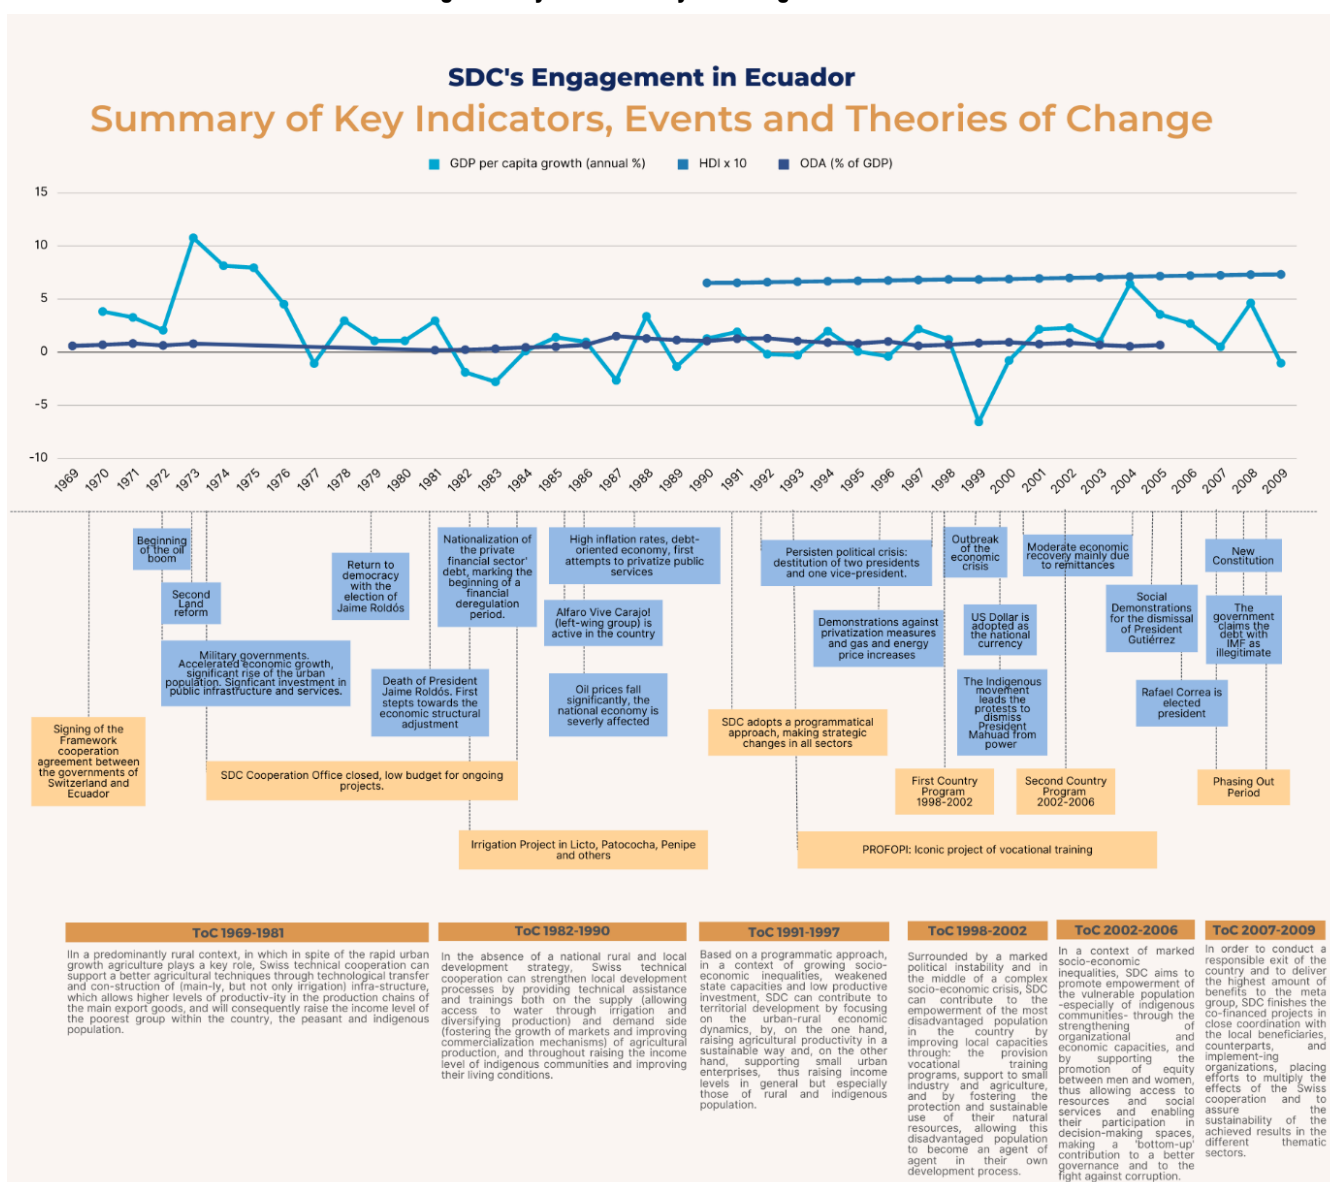 SDC's Engagement in Ecuador
Summary of Key Indicators, Events and Theories of Change
GDP per capita growth (annual %)
HDI x 10
ODA (% of GDP)
15
10
5
0
-5
-10
1969
1970
1971
1972
1973
1974
1975
1976
1977
1978
1979
1980
1981
1982
1983
1984
1985
1986
1987
1988
1989
1990
1991
1992
1993
1994
1995
1996
1997
1998
1999
2000
2001
2002
2003
2004
2005
2006
2007
2008
2009
Beginning
of the oil
boom
Second
Land
reform
Military governments.
Accelerated economic growth,
significant rise of the urban
population. Signficant investment in
public infrastructure and services.
Return to
democracy
with the
election of
Jaime Roldós
Death of President
Jaime Roldós. First
stepts towards the
economic structural
adjustment
Nationalization of
the private
financial sector'
debt, marking the
beginning of a
financial
deregulation
period.
High inflation rates, debt-
oriented economy, first
attempts to privatize public
services
Alfaro Vive Carajo!
(left-wing group) is
active in the country
Oil prices fall
significantly, the
national economy is
severly affected
Persisten political crisis:
destitution of two presidents
and one vice-president.
Demonstrations against
privatization measures
and gas and energy
price increases
Outbreak
of the
economic
crisis
US Dollar is
adopted as
the national
currency
The Indigenous
movement
leads the
protests to
dismiss
President
Mahuad from
power
Moderate economic
recovery mainly due
to remittances
Social
Demonstrations
for the dismissal
of President
Gutiérrez
Rafael Correa is
elected
president
New
Constitution
The
government
claims the
debt with
IMF as
illegitimate
Signing of the
Framework
cooperation
agreement between
the governments of
Switzerland and
Ecuador
SDC Cooperation Office closed, low budget for ongoing
projects.
Irrigation Project in Licto, Patococha, Penipe
and others
SDC adopts a programmatical
approach, making strategic
changes in all sectors
PROFOPI: Iconic project of vocational training
First Country
Program
1998-2002
Second Country
Program
2002-2006
Phasing Out
Period
ToC 1969-1981
IIn a predominantly rural context, in which in spite of the rapid urban
growth agriculture plays a key role, Swiss technical cooperation can
support a better agricultural techniques through technological transfer
and con-struction of (main-ly, but not only irrigation) infra-structure,
which allows higher levels of productiv-ity in the production chains of
the main export goods, and will consequently raise the income level of
the poorest group within the country, the peasant and indigenous
population.
ToC 1982-1990
In the absence of a national rural and local
development strategy, Swiss technical
cooperation can strengthen local development
processes by providing technical assistance
and trainings both on the supply (allowing
access to water through irrigation and
diversifying production) and demand side
(fostering the growth of markets and improving
commercialization mechanisms) of agricultural
production, and throughout raising the income
level of indigenous communities and improving
their living conditions.
ToC 1991-1997
Based on a programmatic approach,
in a context of growing socio-
economic inequalities, weakened
state capacities and low productive
investment, SDC can contribute to
territorial development by focusing
on the urban-rural economic
dynamics, by, on the one hand,
raising agricultural productivity in a
sustainable way and, on the other
hand, supporting small urban
enterprises, thus raising income
levels in general but especially
those of rural and indigenous
population.
ToC 1998-2002
Surrounded by a marked
political instability and in
the middle of a complex
socio-economic crisis, SDC
can contribute to the
empowerment of the most
disadvantaged population
in the country by
improving local capacities
through: the provision
vocational training
programs, support to small
industry and agriculture,
and by fostering the
protection and sustainable
use of their natural
resources, allowing this
disadvantaged population
to become an agent of
agent in their own
development process.
ToC 2002-2006
In a context of marked
socio-economic
inequalities, SDC aims to
promote empowerment of
the vulnerable population
-especially of indigenous
communities- through the
strengthening of
organizational and
economic capacities, and
by supporting the
promotion of equity
between men and women,
thus allowing access to
resources and social
services and enabling
their participation in
decision-making spaces,
making a 'bottom-up'
contribution to a better
governance and to the
fight against corruption.
ToC 2007-2009
In order to conduct a
responsible exit of the
country and to deliver
the highest amount of
benefits to the meta
group, SDC finishes the
co-financed projects in
close coordination with
the local beneficiaries,
counterparts, and
implement-ing
organizations, placing
efforts to multiply the
effects of the Swiss
cooperation and to
assure the
sustainability of the
achieved results in the
different thematic
sectors.